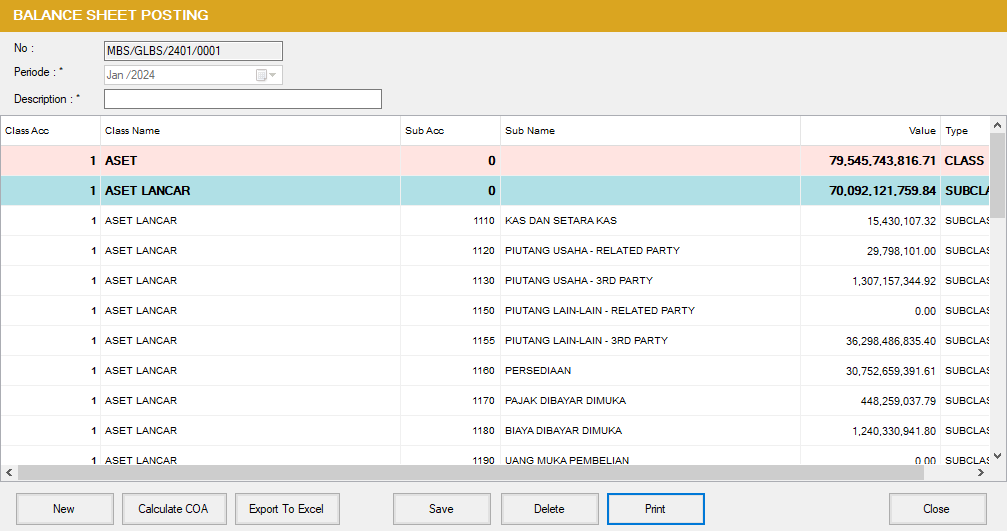 BALANCE SHEET POSTING
No :
MBS/GLBS/2401/0001
Periode : *
Jan /2024
Description : *
Class Acc Class Name Sub Acc Sub Name Value Type
1 ASET 0 79,545,743,816.71 CLASS
1 ASET LANCAR 0 70,092,121,759.84 SUBCLA
1 ASET LANCAR 1110 KAS DAN SETARA KAS 15,430,107.32 SUBCLAS
1 ASET LANCAR 1120 PIUTANG USAHA - RELATED PARTY 29,798,101.00 SUBCLAS
1 ASET LANCAR 1130 PIUTANG USAHA - 3RD PARTY 1,307,157,344.92 SUBCLAS
1 ASET LANCAR 1150 PIUTANG LAIN-LAIN - RELATED PARTY 0.00 SUBCLAS
1 ASET LANCAR 1155 PIUTANG LAIN-LAIN - 3RD PARTY 36,298,486,835.40 SUBCLAS
1 ASET LANCAR 1160 PERSEDIAAN 30,752,659,391.61 SUBCLAS
1 ASET LANCAR 1170 PAJAK DIBAYAR DIMUKA 448,259,037.79 SUBCLAS
1 ASET LANCAR 1180 BIAYA DIBAYAR DIMUKA 1,240,330,941.80 SUBCLAS
1 ASET LANCAR 1190 UANG MUKA PEMBELIAN 0.00 SUBCLAS
New Calculate COA Export To Excel Save Delete Print Close